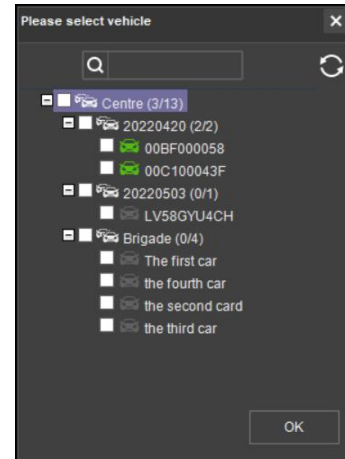 Please select vehicle
Centre (3/13)
20220420 (2/2)
00BF000058
00C100043F
20220503 (0/1)
LV58GYU4CH
Brigade (0/4)
The first car
the fourth car
the second card
the third car
OK